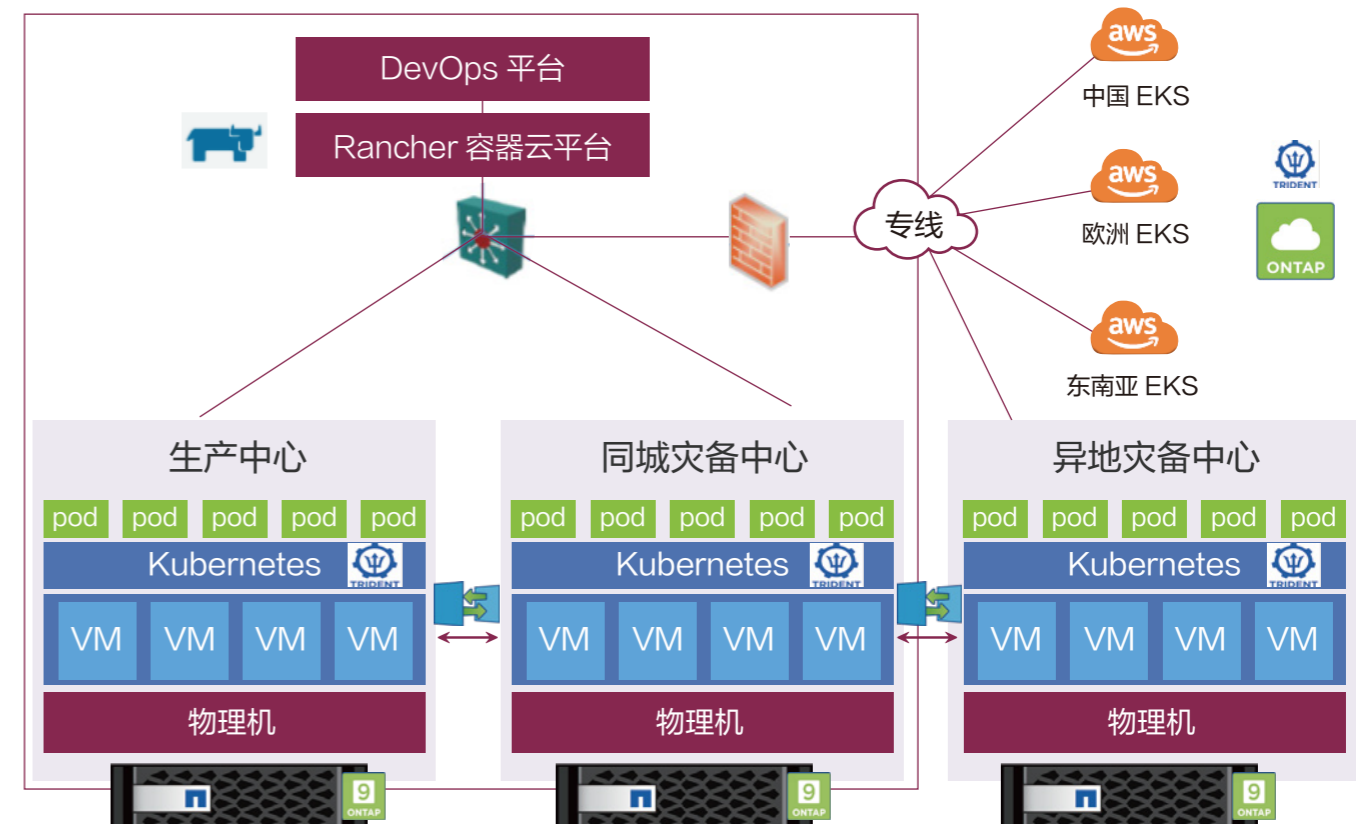 DevOps 平台
Rancher 容器云平台
aws
中国 EKS
aws
欧洲 EKS
TRIDENT
ONTAP
专线
aws
东南亚 EKS
生产中心
pod pod pod pod pod
Kubernetes
TRIDENT
VM VM VM VM
物理机
9
ONTAP
同城灾备中心
pod pod pod pod pod
Kubernetes
TRIDENT
VM VM VM VM
物理机
9
ONTAP
异地灾备中心
pod pod pod pod pod
Kubernetes
TRIDENT
VM VM VM VM
物理机
9
ONTAP